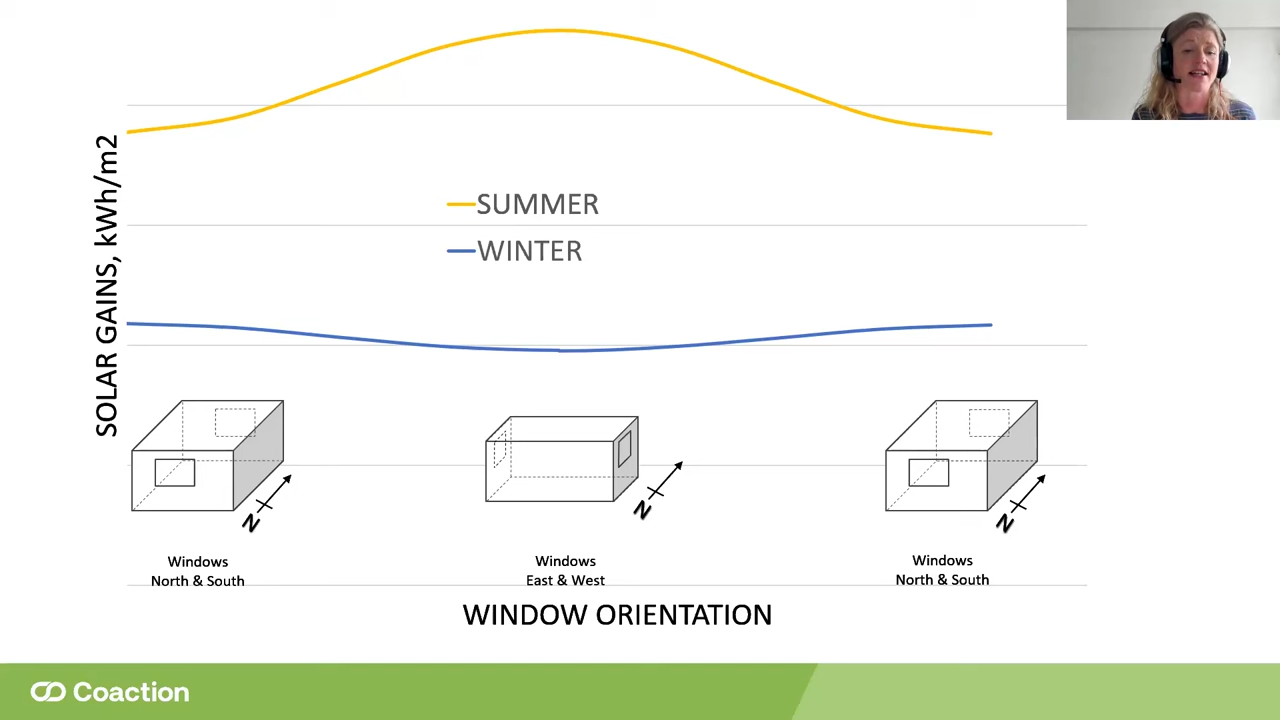 SOLAR GAINS, kWh/m2
SUMMER
WINTER
N
N
N
Windows
North & South
Windows
East & West
Windows
North & South
WINDOW ORIENTATION
Coaction